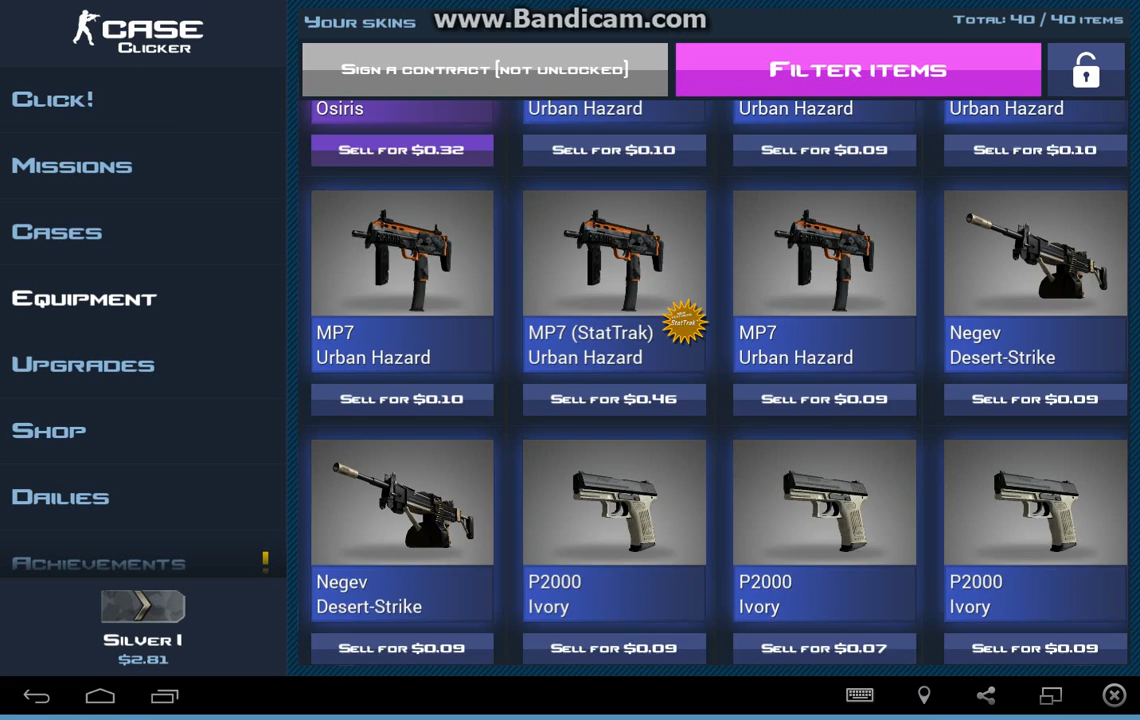 CASE
CLICKER
CLICK!
MISSIONS
CASES
EQUIPMENT
UPGRADES
SHOP
DAILIES
ACHIEVEMENTS !
SILVER I
$2.81
YOUR SKINS
www.Bandicam.com
TOTAL: 40 / 40 ITEMS
SIGN A CONTRACT [NOT UNLOCKED]
FILTER ITEMS
Osiris
Urban Hazard
Urban Hazard
Urban Hazard
SELL FOR $0.32
SELL FOR $0.10
SELL FOR $0.09
SELL FOR $0.10
MP7
Urban Hazard
MP7 (StatTrak)
Urban Hazard
StatTrak
MP7
Urban Hazard
Negev
Desert-Strike
SELL FOR $0.10
SELL FOR $0.46
SELL FOR $0.09
SELL FOR $0.09
Negev
Desert-Strike
P2000
Ivory
P2000
Ivory
P2000
Ivory
SELL FOR $0.09
SELL FOR $0.09
SELL FOR $0.07
SELL FOR $0.09